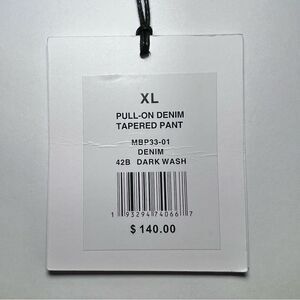 XL
PULL-ON DENIM
TAPERED PANT
MBP33-01
DENIM
42B DARK WASH
1 93294 74066 7
$ 140.00